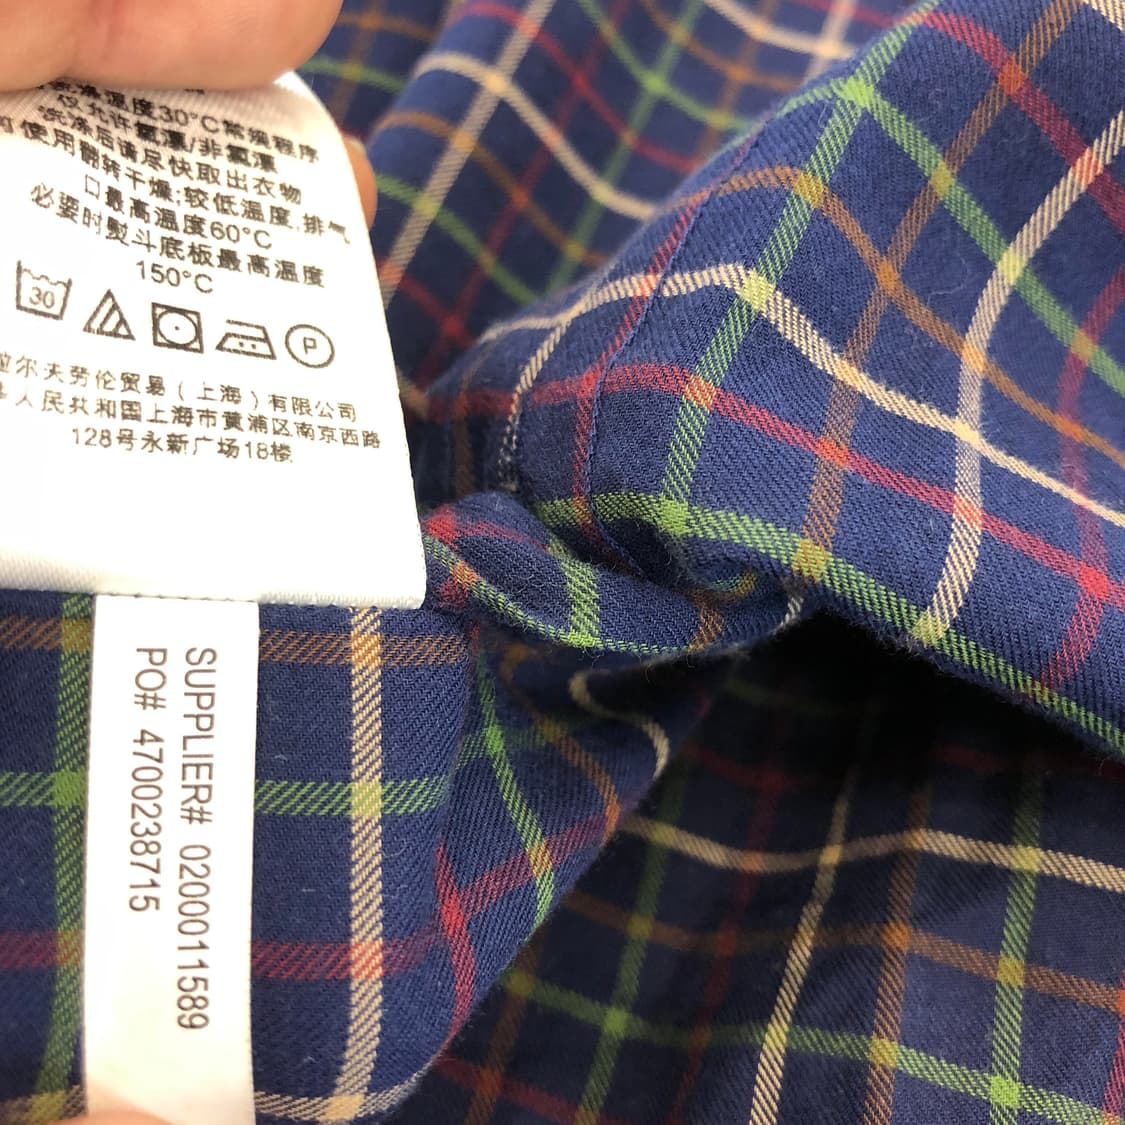 洗涤温度30°C常规程序
仅允许氧漂/非氯漂
洗涤后请尽快取出衣物
可使用翻转干燥;较低温度,排气
口最高温度60°C
必要时熨斗底板最高温度
150°C
30
P
拉尔夫劳伦贸易（上海）有限公司
人民共和国上海市黄浦区南京西路
128号永新广场18楼
SUPPLIER# 0200011589
PO# 4700238715